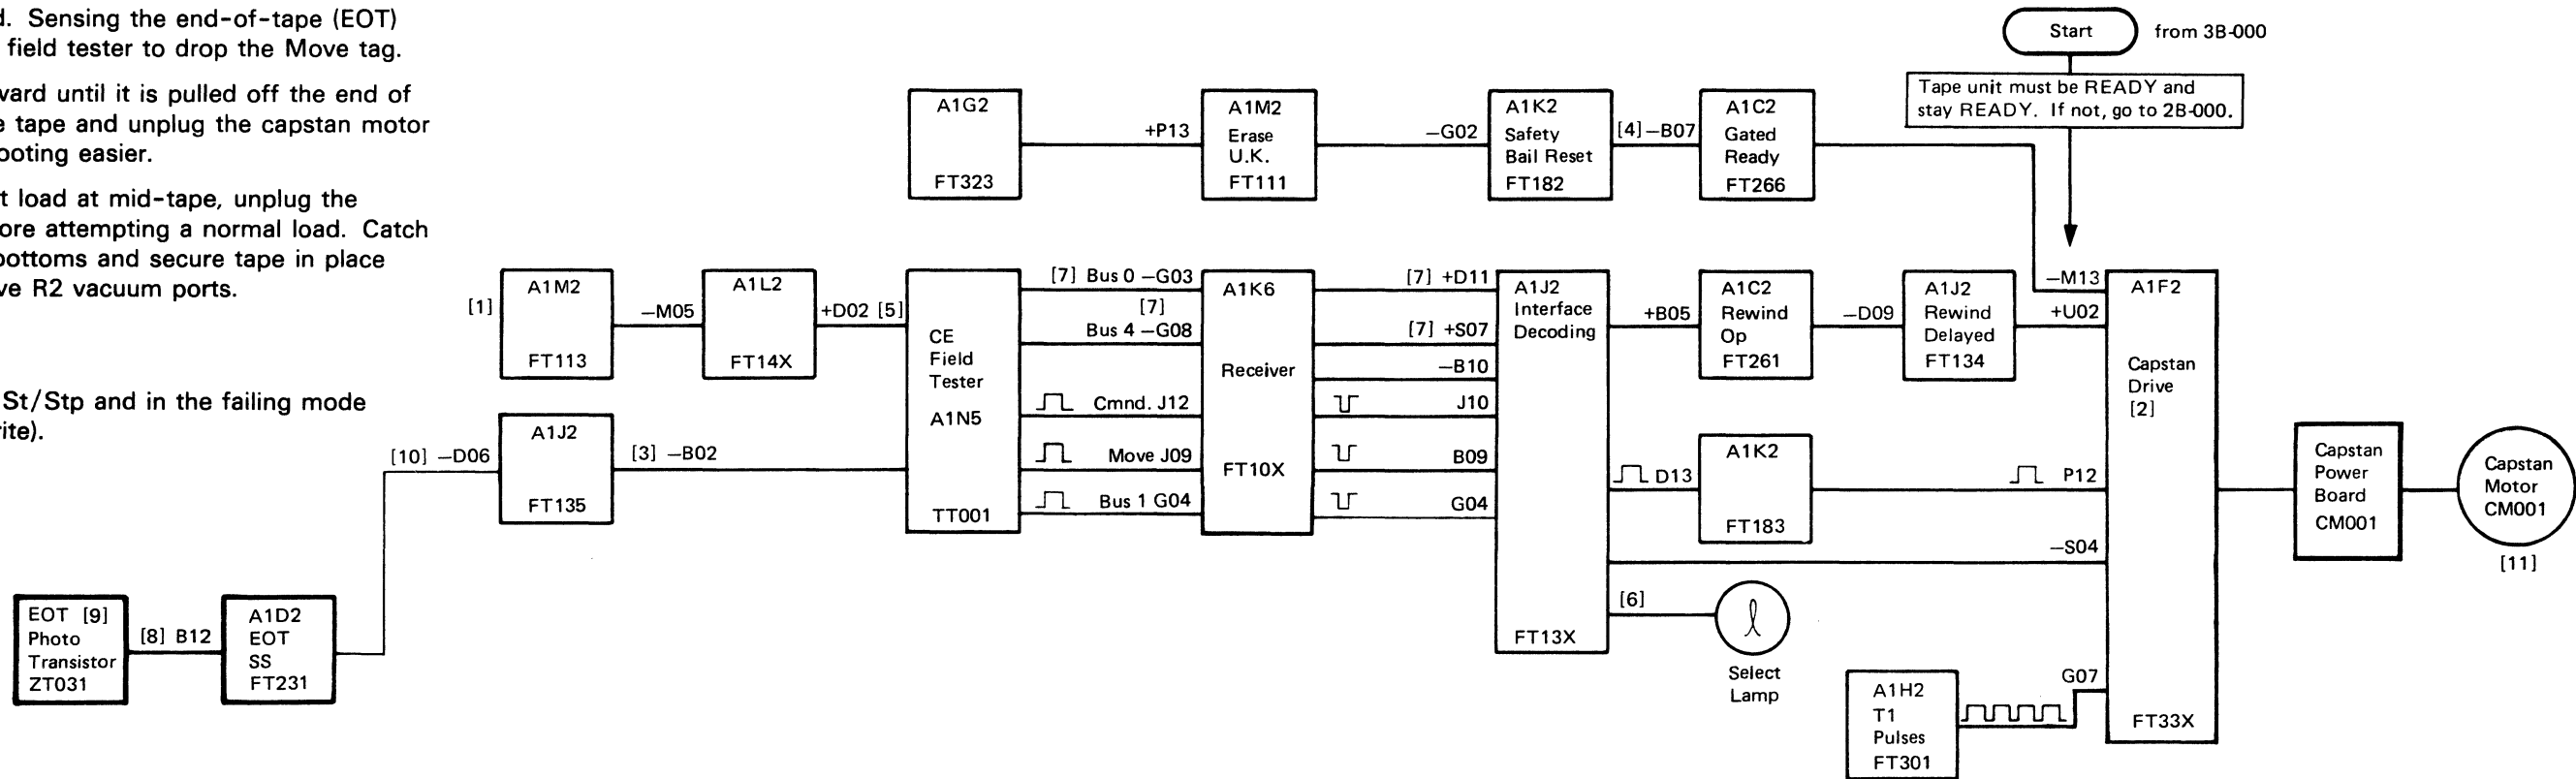 d. Sensing the end-of-tape (EOT)
field tester to drop the Move tag.
vard until it is pulled off the end of
e tape and unplug the capstan motor
ooting easier.
t load at mid-tape, unplug the
ore attempting a normal load. Catch
bottoms and secure tape in place
ve R2 vacuum ports.
St/Stp and in the failing mode
rite).
Start
from 3B-000
Tape unit must be READY and
stay READY. If not, go to 2B-000.
A1G2
FT323
+P13
A1M2
Erase
U.K.
FT111
—G02
A1K2
Safety
Bail Reset
FT182
[4] —B07
A1C2
Gated
Ready
FT266
—M13
[1]
A1M2
FT113
—M05
A1L2
FT14X
+D02 [5]
CE
Field
Tester
A1N5
TT001
[7] Bus 0 —G03
[7]
Bus 4 —G08
Cmnd. J12
Move J09
Bus 1 G04
A1K6
Receiver
FT10X
[7] +D11
[7] +S07
—B10
J10
B09
G04
A1J2
Interface
Decoding
FT13X
+B05
A1C2
Rewind
Op
FT261
—D09
A1J2
Rewind
Delayed
FT134
+U02
A1F2
Capstan
Drive
[2]
FT33X
[10] —D06
A1J2
FT135
[3] —B02
D13
A1K2
FT183
P12
—S04
[6]
Select
Lamp
Capstan
Power
Board
CM001
Capstan
Motor
CM001
[11]
EOT [9]
Photo
Transistor
ZT031
[8] B12
A1D2
EOT
SS
FT231
A1H2
T1
Pulses
FT301
G07